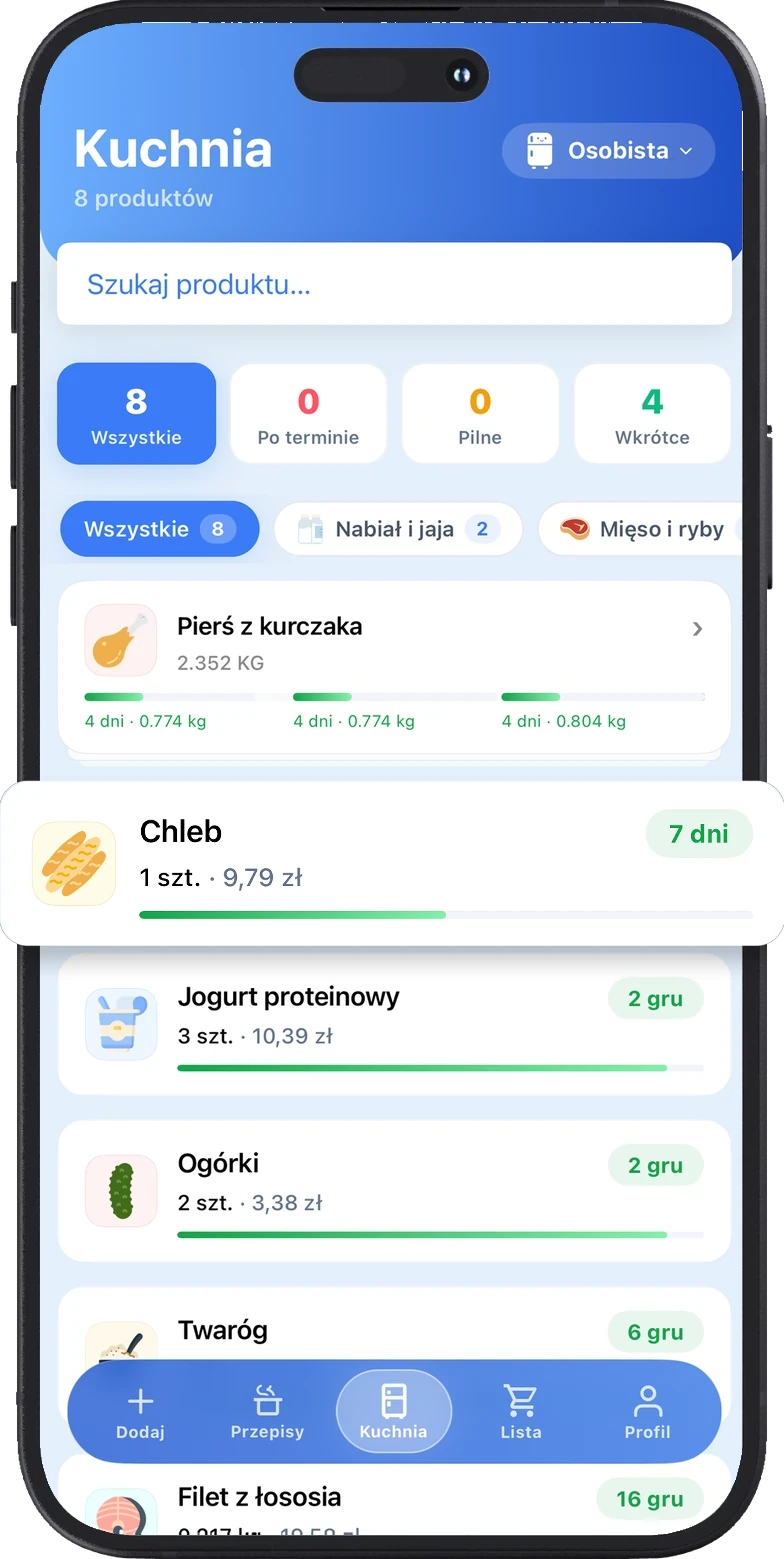 Kuchnia
Osobista
8 produktów
Szukaj produktu...
8
Wszystkie
0
Po terminie
0
Pilne
4
Wkrótce
Wszystkie 8
Nabiał i jaja 2
Mięso i ryby
Pierś z kurczaka
2.352 KG
4 dni · 0.774 kg
4 dni · 0.774 kg
4 dni · 0.804 kg
Chleb
7 dni
1 szt. · 9,79 zł
Jogurt proteinowy
2 gru
3 szt. · 10,39 zł
Ogórki
2 gru
2 szt. · 3,38 zł
Twaróg
6 gru
Dodaj
Przepisy
Kuchnia
Lista
Profil
Filet z łososia
16 gru